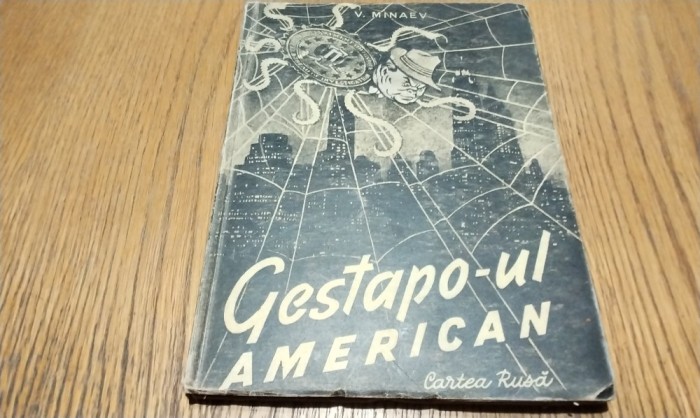 V. MINAEV
Gestapo-ul
AMERICAN
Cartea Rusă